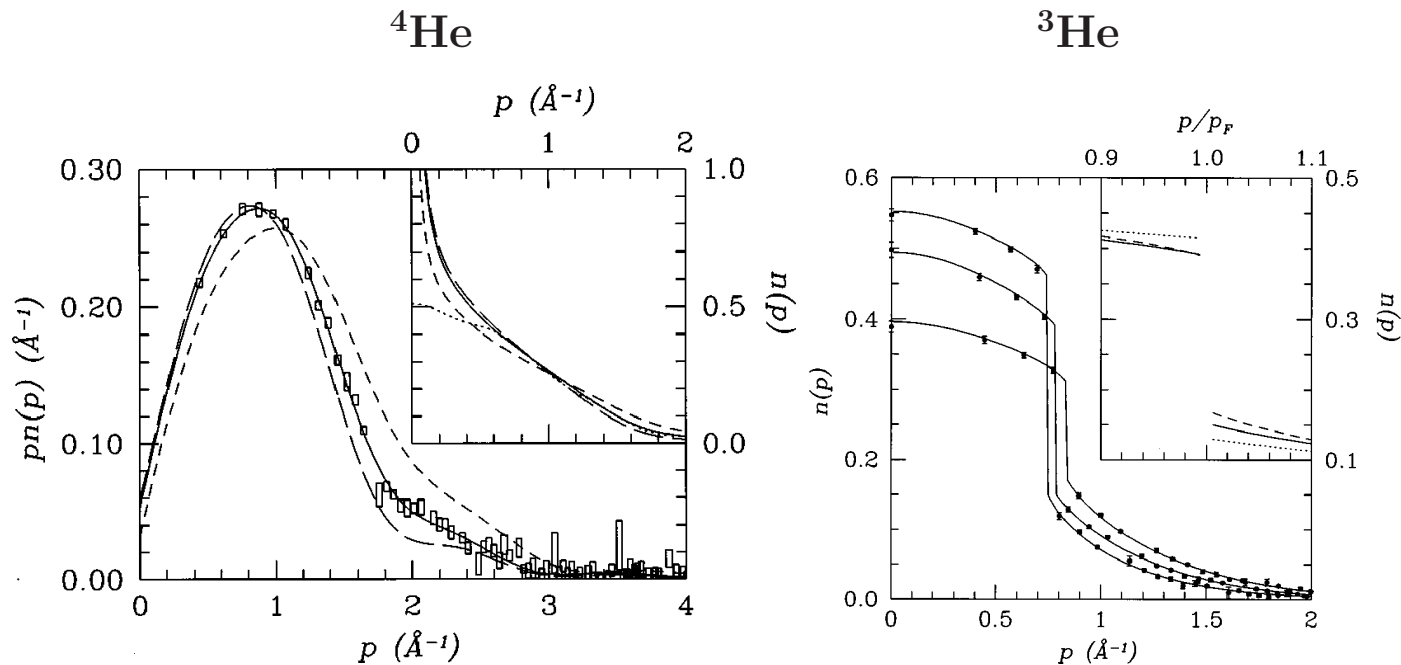 ⁴He
p (Å⁻¹)
0 1 2
0.30
0.20
0.10
0.00
pn(p) (Å⁻¹)
1.0
0.5
0.0
n(p)
0 1 2 3 4
p (Å⁻¹)
³He
p/p_F
0.9 1.0 1.1
0.6
0.4
0.2
0.0
n(p)
0.5
0.3
0.1
n(p)
0 0.5 1 1.5 2
p (Å⁻¹)